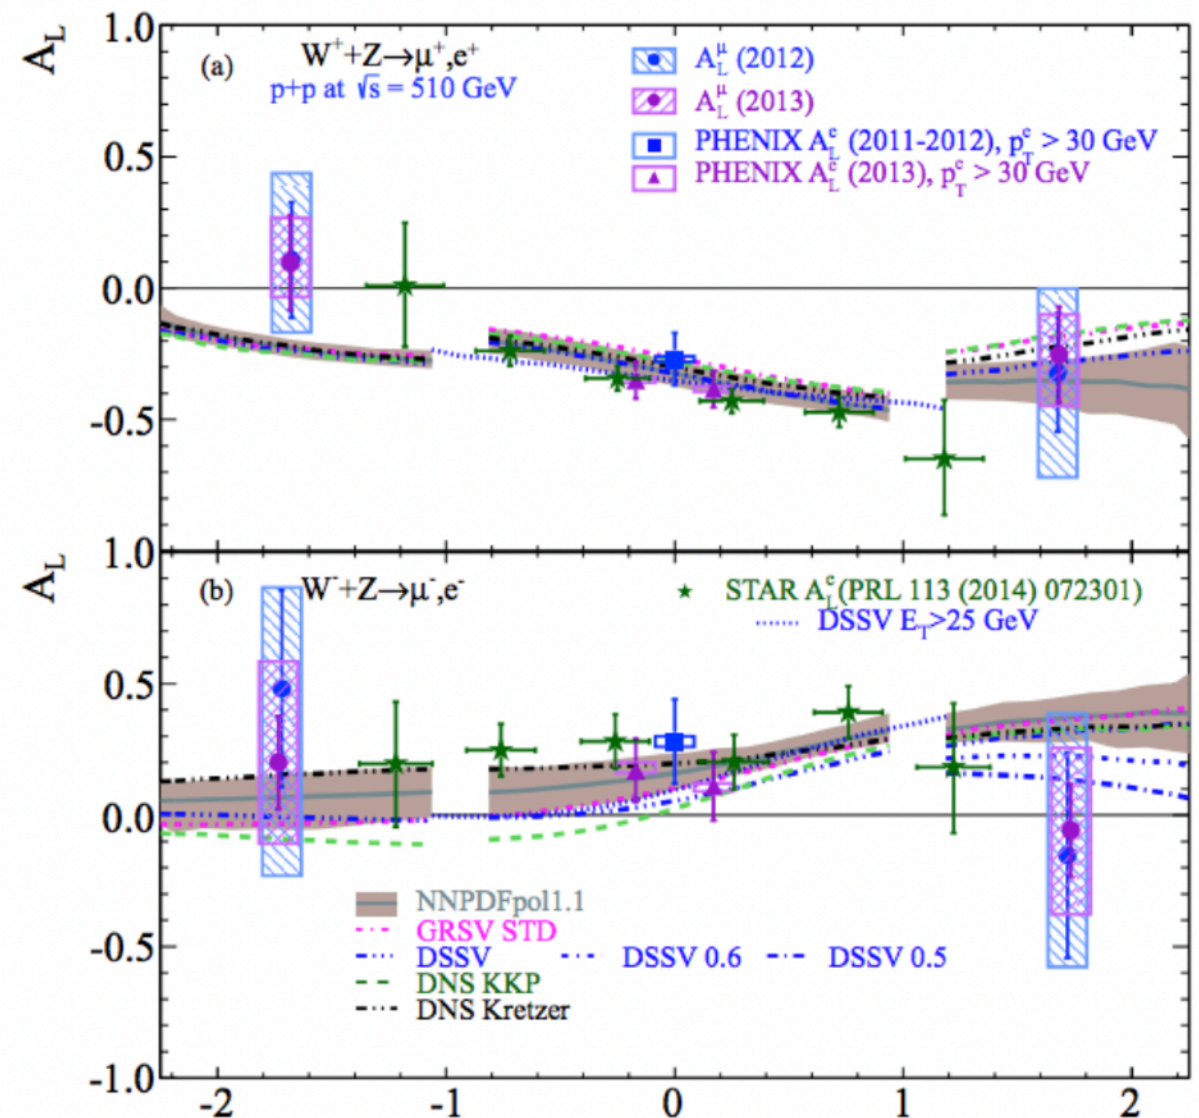 A_L
1.0
0.5
0.0
-0.5
(a)
W⁺+Z→μ⁺,e⁺
p+p at √s = 510 GeV
A_L^μ (2012)
A_L^μ (2013)
PHENIX A_L^e (2011-2012), p_T^e > 30 GeV
PHENIX A_L^e (2013), p_T^e > 30 GeV
A_L
1.0
0.5
0.0
-0.5
-1.0
(b)
W⁻+Z→μ⁻,e⁻
STAR A_L^e(PRL 113 (2014) 072301)
DSSV E_T>25 GeV
NNPDFpol1.1
GRSV STD
DSSV DSSV 0.6 DSSV 0.5
DNS KKP
DNS Kretzer
-2 -1 0 1 2